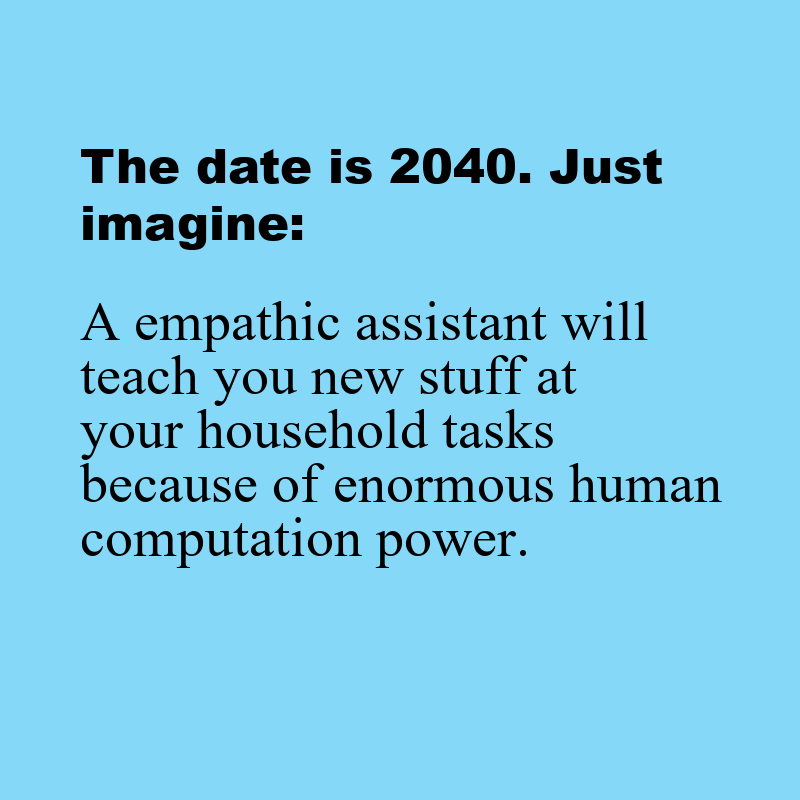 The date is 2040. Just
imagine:
A empathic assistant will
teach you new stuff at
your household tasks
because of enormous human
computation power.